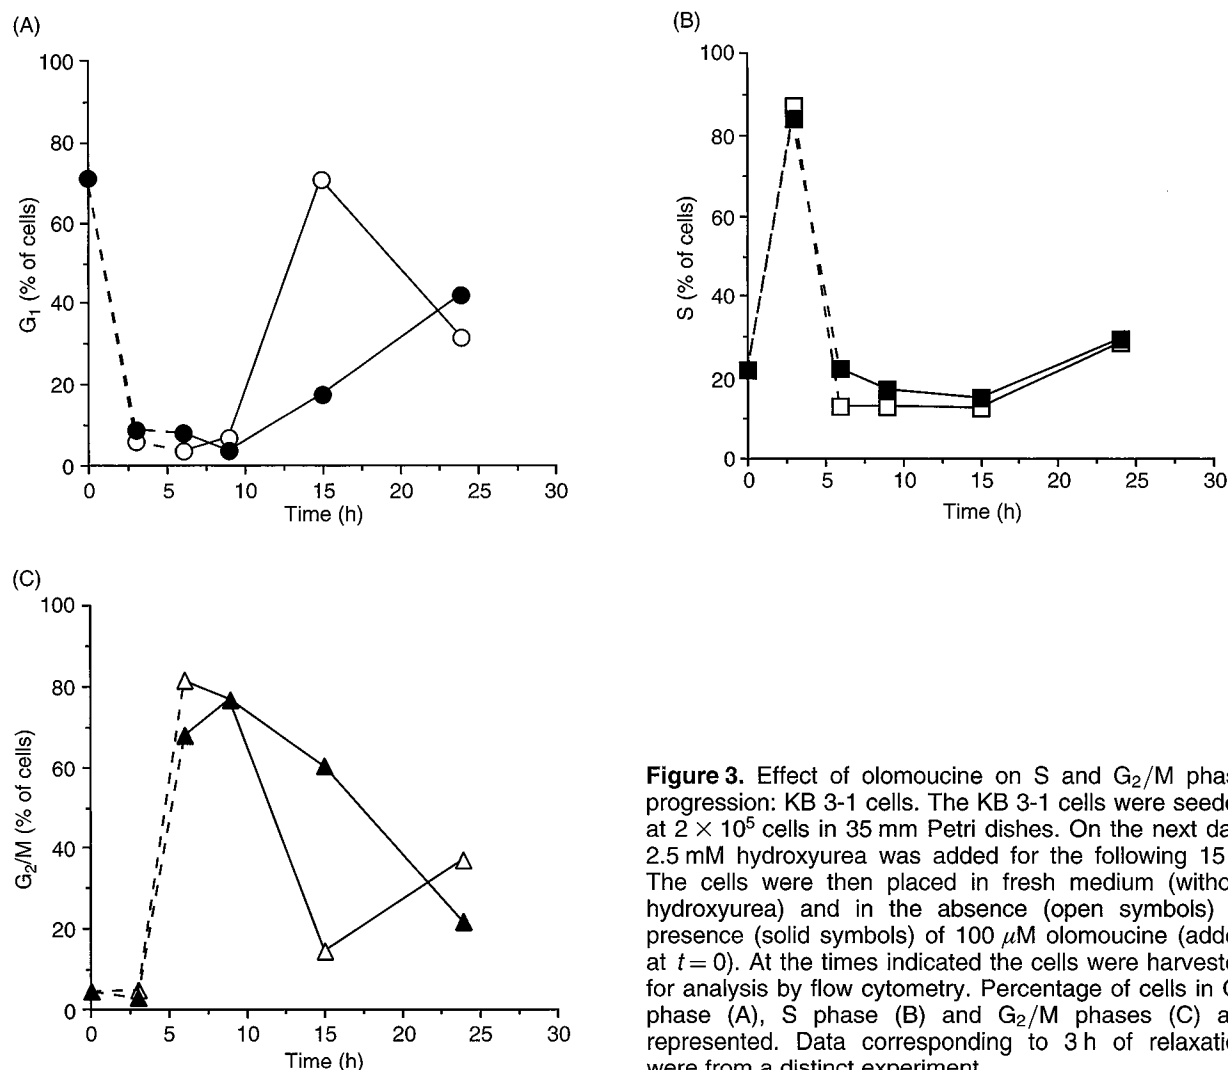 (A)
100
80
60
40
20
0
G₁ (% of cells)
0 5 10 15 20 25 30
Time (h)
(B)
100
80
60
40
20
0
S (% of cells)
0 5 10 15 20 25 30
Time (h)
(C)
100
80
60
40
20
0
G₂/M (% of cells)
0 5 10 15 20 25 30
Time (h)
Figure 3. Effect of olomoucine on S and G₂/M phas
progression: KB 3-1 cells. The KB 3-1 cells were seede
at 2 × 10⁵ cells in 35 mm Petri dishes. On the next da
2.5 mM hydroxyurea was added for the following 15
The cells were then placed in fresh medium (witho
hydroxyurea) and in the absence (open symbols)
presence (solid symbols) of 100 μM olomoucine (adde
at t = 0). At the times indicated the cells were harveste
for analysis by flow cytometry. Percentage of cells in
phase (A), S phase (B) and G₂/M phases (C) a
represented. Data corresponding to 3 h of relaxatio
were from a distinct experiment